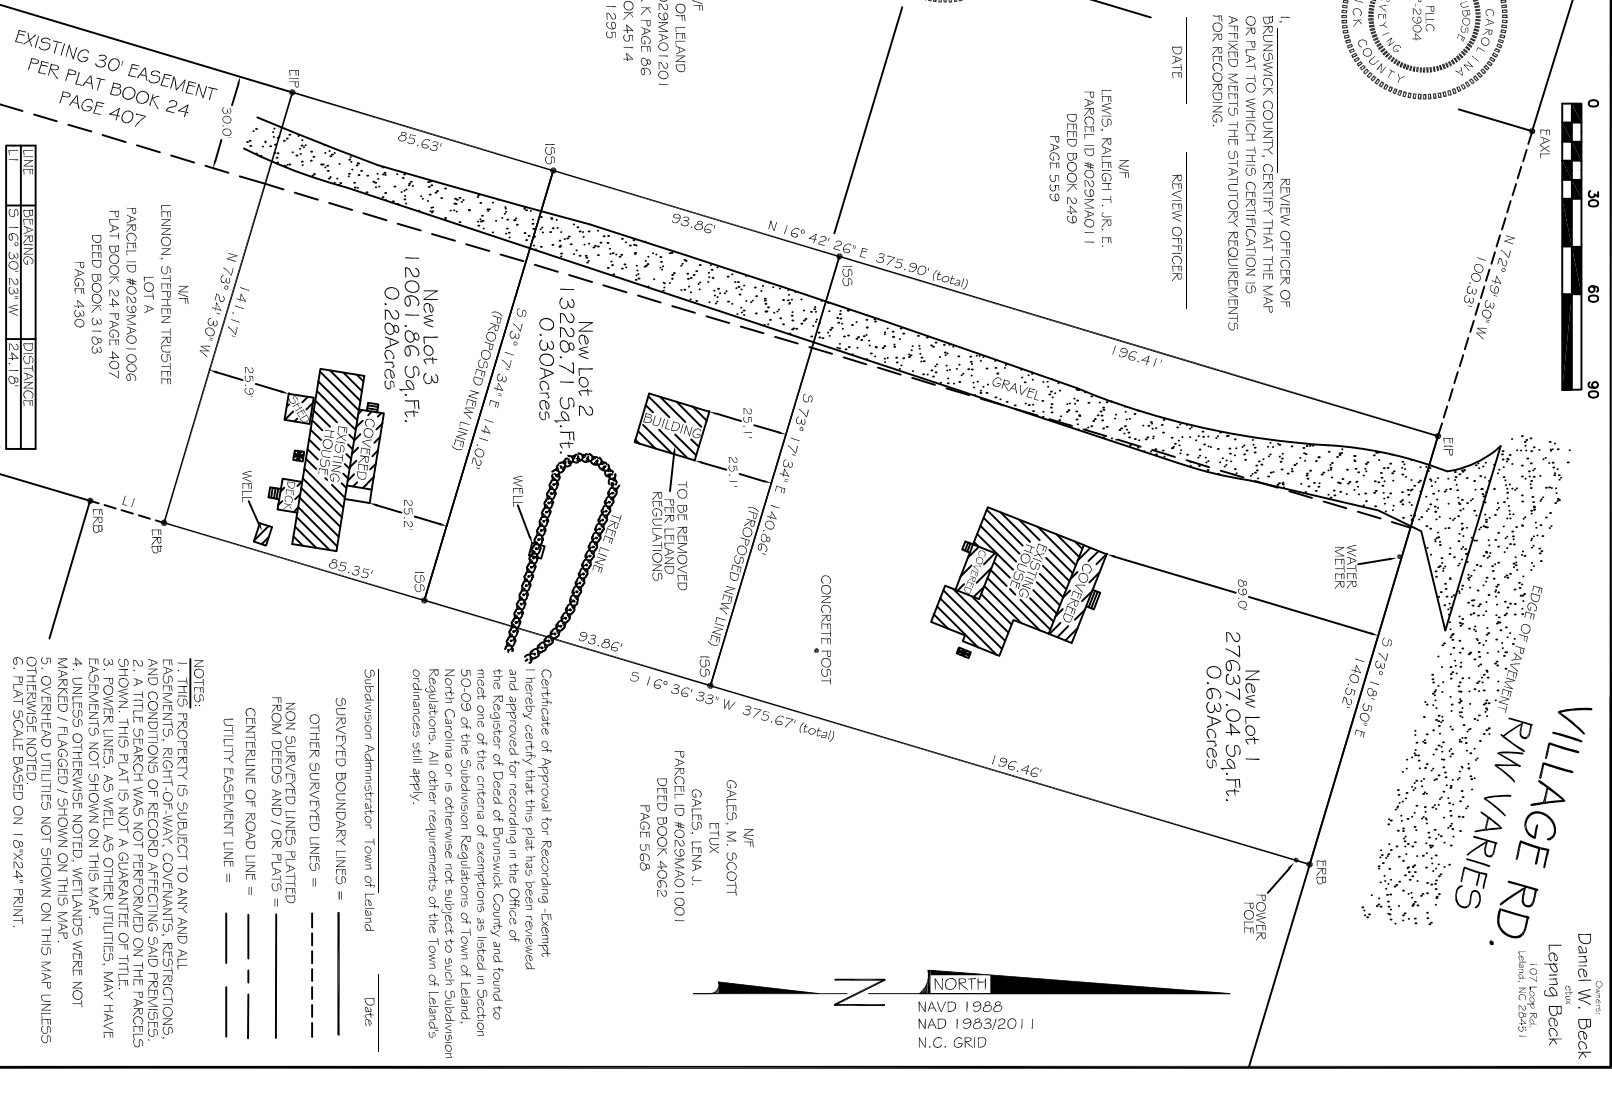 VILLAGE RD.
R/W VARIES
EDGE OF PAVEMENT
Owners:
Daniel W. Beck
etux
Leping Beck
107 Loop Rd.
Leland, NC 28451
0 30 60 90
CAROLINA
COUNTY
PLLC
I, REVIEW OFFICER OF
BRUNSWICK COUNTY, CERTIFY THAT THE MAP
OR PLAT TO WHICH THIS CERTIFICATION IS
AFFIXED MEETS THE STATUTORY REQUIREMENTS
FOR RECORDING.
DATE
REVIEW OFFICER
N/F
LEWIS, RALEIGH T. JR. E.
PARCEL ID #029MA011
DEED BOOK 249
PAGE 559
N/F
OF LELAND
029MA01201
K PAGE 86
OK 4514
1295
EAXL
N 72° 49' 30" W
100.33'
EIP
WATER
METER
S 73° 18' 50" E
140.52'
ERB
POWER
POLE
196.41'
N 16° 42' 26" E 375.90' (total)
GRAVEL
New Lot 1
27637.04 Sq.Ft.
0.63Acres
89.0'
COVERED
EXISTING
HOUSE
COVERED
CONCRETE POST
196.46'
S 16° 36' 33" W 375.67' (total)
ISS
S 73° 17' 34" E 140.86'
(PROPOSED NEW LINE)
ISS
93.86'
New Lot 2
13228.71 Sq.Ft.
0.30Acres
25.1'
25.1'
BUILDING
TO BE REMOVED
PER LELAND
REGULATIONS
TREE LINE
WELL
93.86'
ISS
S 73° 17' 34" E 141.02'
(PROPOSED NEW LINE)
ISS
85.63'
New Lot 3
12061.86 Sq.Ft.
0.28Acres
COVERED
EXISTING
HOUSE
DECK
25.9'
25.2'
WELL
85.35'
EIP
141.17'
N 73° 24' 30" W
ERB
L1
ERB
30.0'
EXISTING 30' EASEMENT
PER PLAT BOOK 24
PAGE 407
N/F
LENNON, STEPHEN TRUSTEE
LOT A
PARCEL ID #029MA01006
PLAT BOOK 24 PAGE 407
DEED BOOK 3183
PAGE 430
LINE BEARING DISTANCE
L1 S 16° 30' 23" W 24.18'
N/F
GALES, M. SCOTT
ETUX
GALES, LENA J.
PARCEL ID #029MA01001
DEED BOOK 4062
PAGE 568
NORTH
N
NAVD 1988
NAD 1983/2011
N.C. GRID
Certificate of Approval for Recording -Exempt
I hereby certify that this plat has been reviewed
and approved for recording in the Office of
the Register of Deed of Brunswick County and found to
meet one of the criteria of exemptions as listed in Section
50-09 of the Subdivision Regulations of Town of Leland,
North Carolina or is otherwise not subject to such Subdivision
Regulations. All other requirements of the Town of Leland's
ordinances still apply.
Subdivision Administrator Town of Leland Date
SURVEYED BOUNDARY LINES =
OTHER SURVEYED LINES =
NON SURVEYED LINES PLATTED
FROM DEEDS AND / OR PLATS =
CENTERLINE OF ROAD LINE =
UTILITY EASEMENT LINE =
NOTES:
1. THIS PROPERTY IS SUBJECT TO ANY AND ALL
EASEMENTS, RIGHT-OF-WAY, COVENANTS, RESTRICTIONS,
AND CONDITIONS OF RECORD AFFECTING SAID PREMISES.
2. A TITLE SEARCH WAS NOT PERFORMED ON THE PARCELS
SHOWN. THIS PLAT IS NOT A GUARANTEE OF TITLE.
3. POWER LINES, AS WELL AS OTHER UTILITIES, MAY HAVE
EASEMENTS NOT SHOWN ON THIS MAP.
4. UNLESS OTHERWISE NOTED, WETLANDS WERE NOT
MARKED / FLAGGED / SHOWN ON THIS MAP.
5. OVERHEAD UTILITIES NOT SHOWN ON THIS MAP UNLESS
OTHERWISE NOTED.
6. PLAT SCALE BASED ON 18"X24" PRINT.